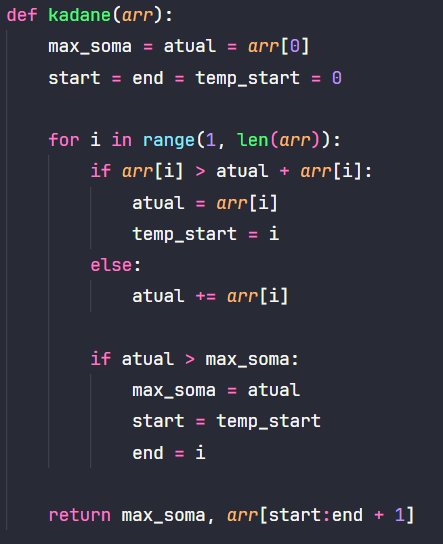 def kadane(arr):
    max_soma = atual = arr[0]
    start = end = temp_start = 0

    for i in range(1, len(arr)):
        if arr[i] > atual + arr[i]:
            atual = arr[i]
            temp_start = i
        else:
            atual += arr[i]

        if atual > max_soma:
            max_soma = atual
            start = temp_start
            end = i

    return max_soma, arr[start:end + 1]